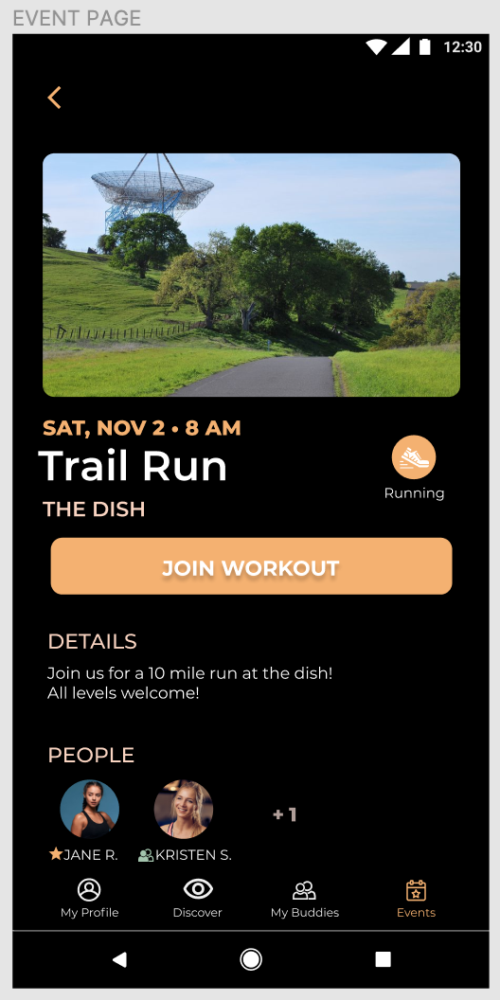 EVENT PAGE
12:30
SAT, NOV 2 • 8 AM
Trail Run
THE DISH
Running
JOIN WORKOUT
DETAILS
Join us for a 10 mile run at the dish!
All levels welcome!
PEOPLE
+ 1
JANE R.
KRISTEN S.
My Profile
Discover
My Buddies
Events